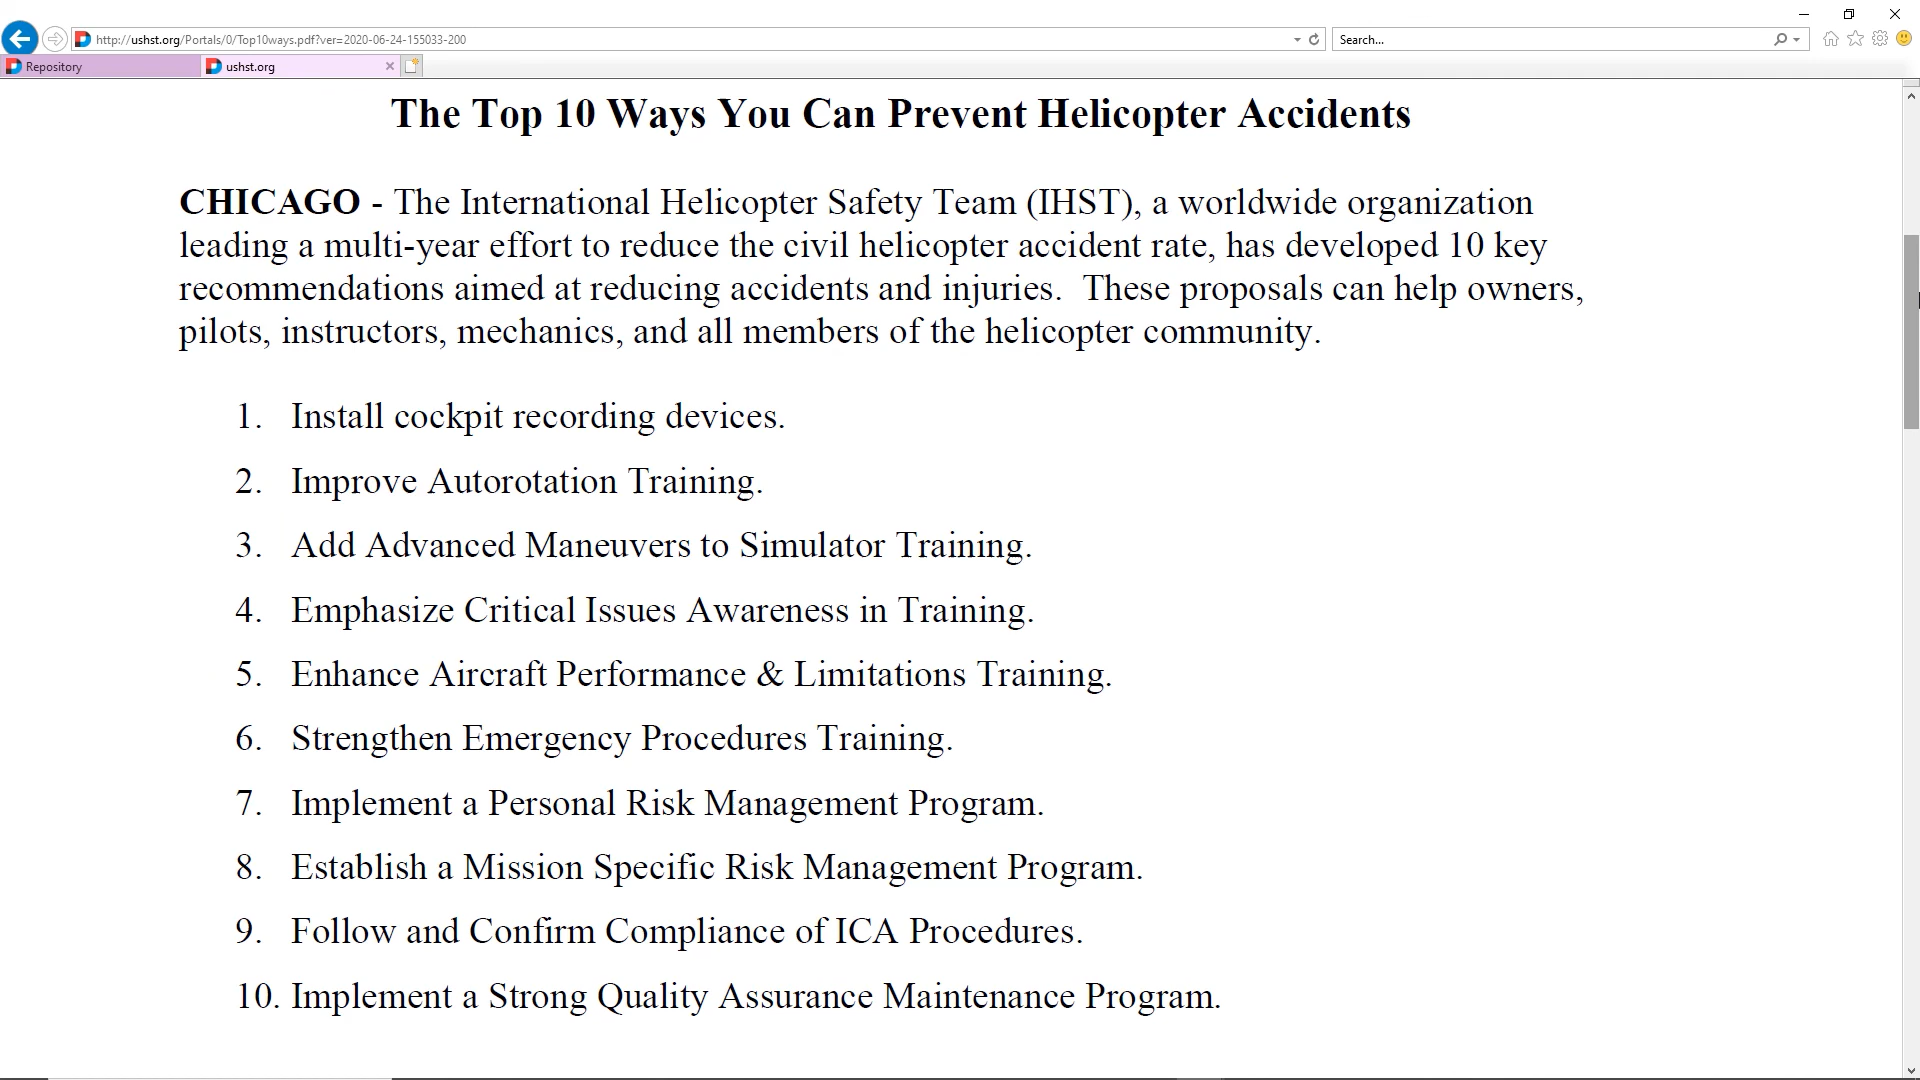 http://ushst.org/Portals/0/Top10ways.pdf?ver=2020-06-24-155033-200
Search...
Repository
ushst.org
The Top 10 Ways You Can Prevent Helicopter Accidents
CHICAGO - The International Helicopter Safety Team (IHST), a worldwide organization
leading a multi-year effort to reduce the civil helicopter accident rate, has developed 10 key
recommendations aimed at reducing accidents and injuries.  These proposals can help owners,
pilots, instructors, mechanics, and all members of the helicopter community.
1. Install cockpit recording devices.
2. Improve Autorotation Training.
3. Add Advanced Maneuvers to Simulator Training.
4. Emphasize Critical Issues Awareness in Training.
5. Enhance Aircraft Performance & Limitations Training.
6. Strengthen Emergency Procedures Training.
7. Implement a Personal Risk Management Program.
8. Establish a Mission Specific Risk Management Program.
9. Follow and Confirm Compliance of ICA Procedures.
10. Implement a Strong Quality Assurance Maintenance Program.